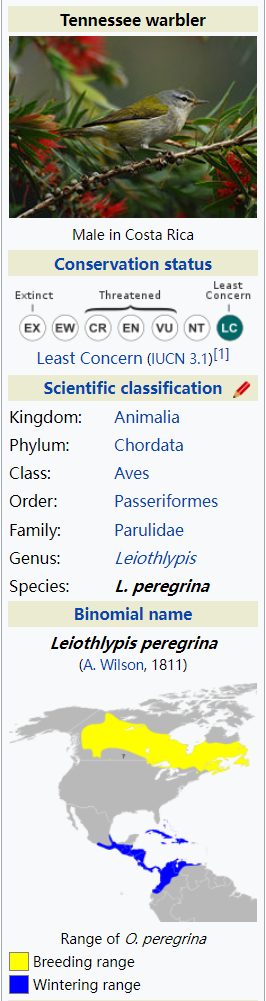 Tennessee warbler
Male in Costa Rica
Conservation status
Extinct
Threatened
Least
Concern
EX EW CR EN VU NT LC
Least Concern (IUCN 3.1)[1]
Scientific classification
Kingdom: Animalia
Phylum: Chordata
Class: Aves
Order: Passeriformes
Family: Parulidae
Genus: Leiothlypis
Species: L. peregrina
Binomial name
Leiothlypis peregrina
(A. Wilson, 1811)
?
Range of O. peregrina
Breeding range
Wintering range